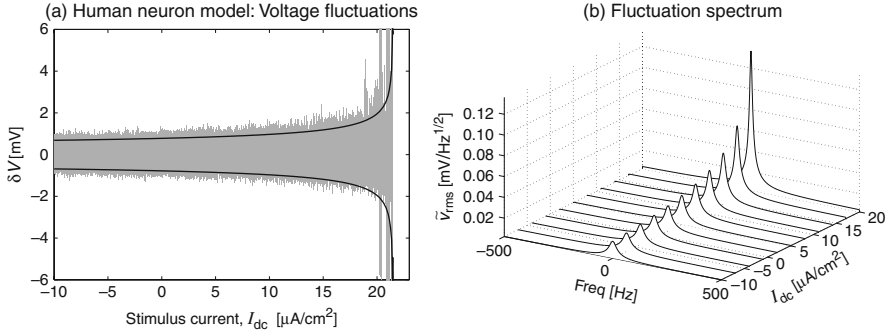 (a) Human neuron model: Voltage fluctuations
6
4
2
0
−2
−4
−6
δV [mV]
−10 −5 0 5 10 15 20
Stimulus current, I_dc [μA/cm²]
(b) Fluctuation spectrum
0.12
0.10
0.08
0.06
0.04
0.02
ṽ_rms [mV/Hz^1/2]
−500
0
500
Freq [Hz]
−10
−5
0
5
10
15
20
I_dc [μA/cm²]